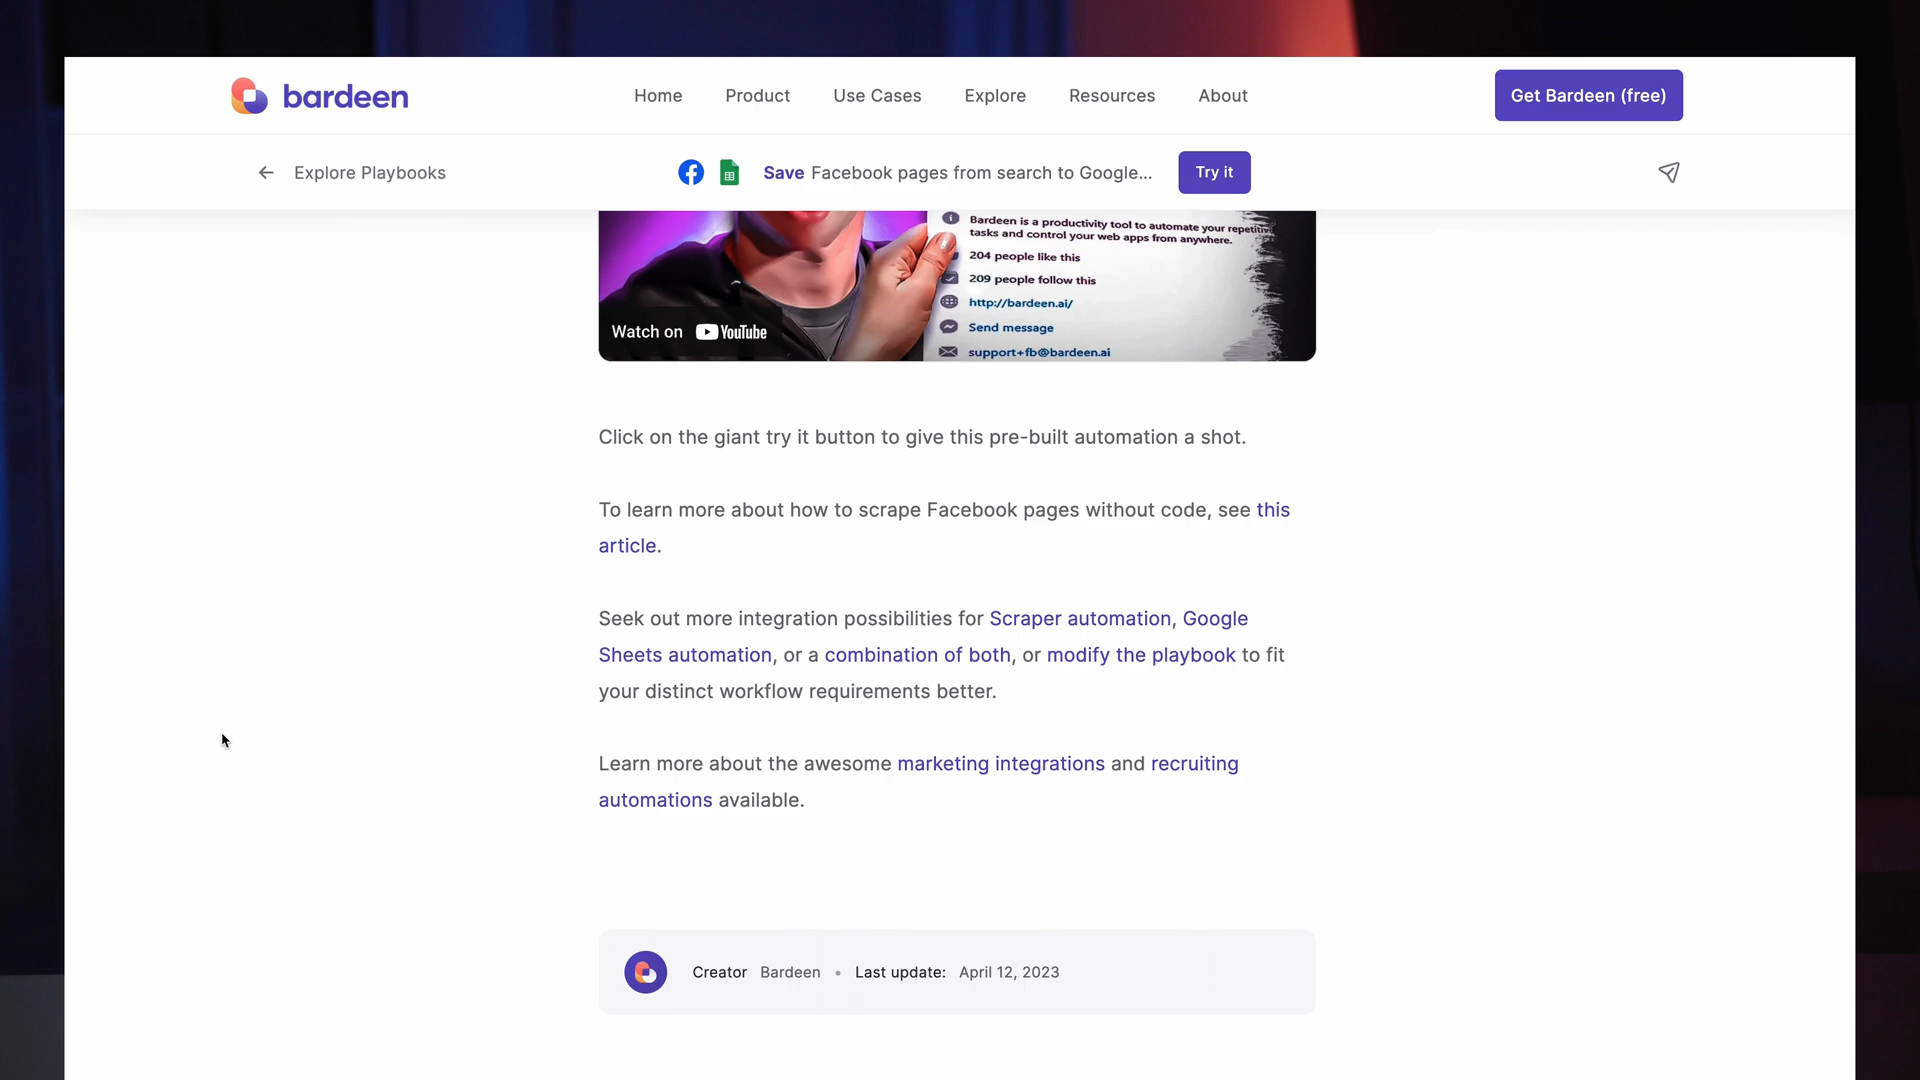 bardeen
Home
Product
Use Cases
Explore
Resources
About
Get Bardeen (free)
Explore Playbooks
Save Facebook pages from search to Google...
Try it
Bardeen is a productivity tool to automate your repetitive
tasks and control your web apps from anywhere.
204 people like this
209 people follow this
http://bardeen.ai/
Send message
support+fb@bardeen.ai
Watch on YouTube
Click on the giant try it button to give this pre-built automation a shot.
To learn more about how to scrape Facebook pages without code, see this
article.
Seek out more integration possibilities for Scraper automation, Google
Sheets automation, or a combination of both, or modify the playbook to fit
your distinct workflow requirements better.
Learn more about the awesome marketing integrations and recruiting
automations available.
Creator Bardeen • Last update: April 12, 2023